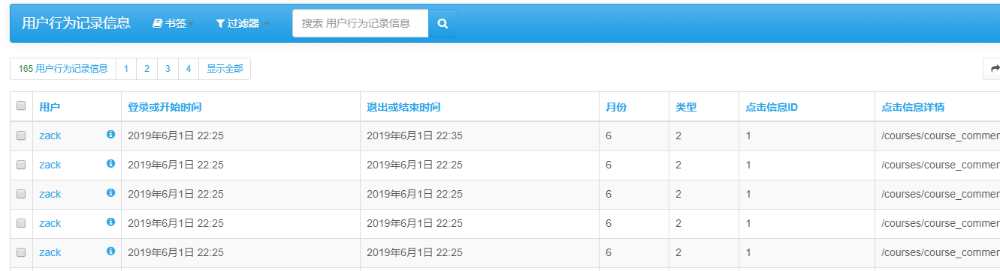 用户行为记录信息 书签 过滤器 搜索 用户行为记录信息
165 用户行为记录信息 1 2 3 4 显示全部
用户 登录或开始时间 退出或结束时间 月份 类型 点击信息ID 点击信息详情
zack 2019年6月1日 22:25 2019年6月1日 22:35 6 2 1 /courses/course_commer
zack 2019年6月1日 22:25 2019年6月1日 22:25 6 2 1 /courses/course_commer
zack 2019年6月1日 22:25 2019年6月1日 22:25 6 2 1 /courses/course_commer
zack 2019年6月1日 22:25 2019年6月1日 22:25 6 2 1 /courses/course_commer
zack 2019年6月1日 22:25 2019年6月1日 22:25 6 2 1 /courses/course_commer